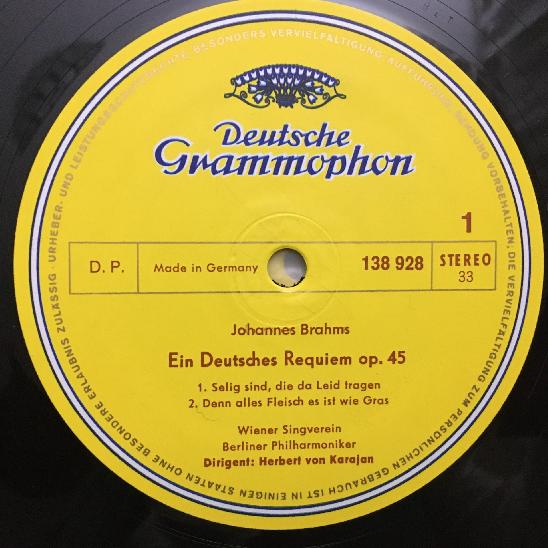 Deutsche
Grammophon
1
D. P.
Made in Germany
138 928
STEREO
33
Johannes Brahms
Ein Deutsches Requiem op. 45
1. Selig sind, die da Leid tragen
2. Denn alles Fleisch es ist wie Gras
Wiener Singverein
Berliner Philharmoniker
Dirigent: Herbert von Karajan
URHEBER- UND LEISTUNGSSCHUTZRECHTE, BESONDERS VERVIELFÄLTIGUNG, AUFFÜHRUNG, SENDUNG VORBEHALTEN. DIE VERVIELFÄLTIGUNG ZUM PERSÖNLICHEN GEBRAUCH IST IN EINIGEN STAATEN OHNE BESONDERE ERLAUBNIS ZULÄSSIG ·